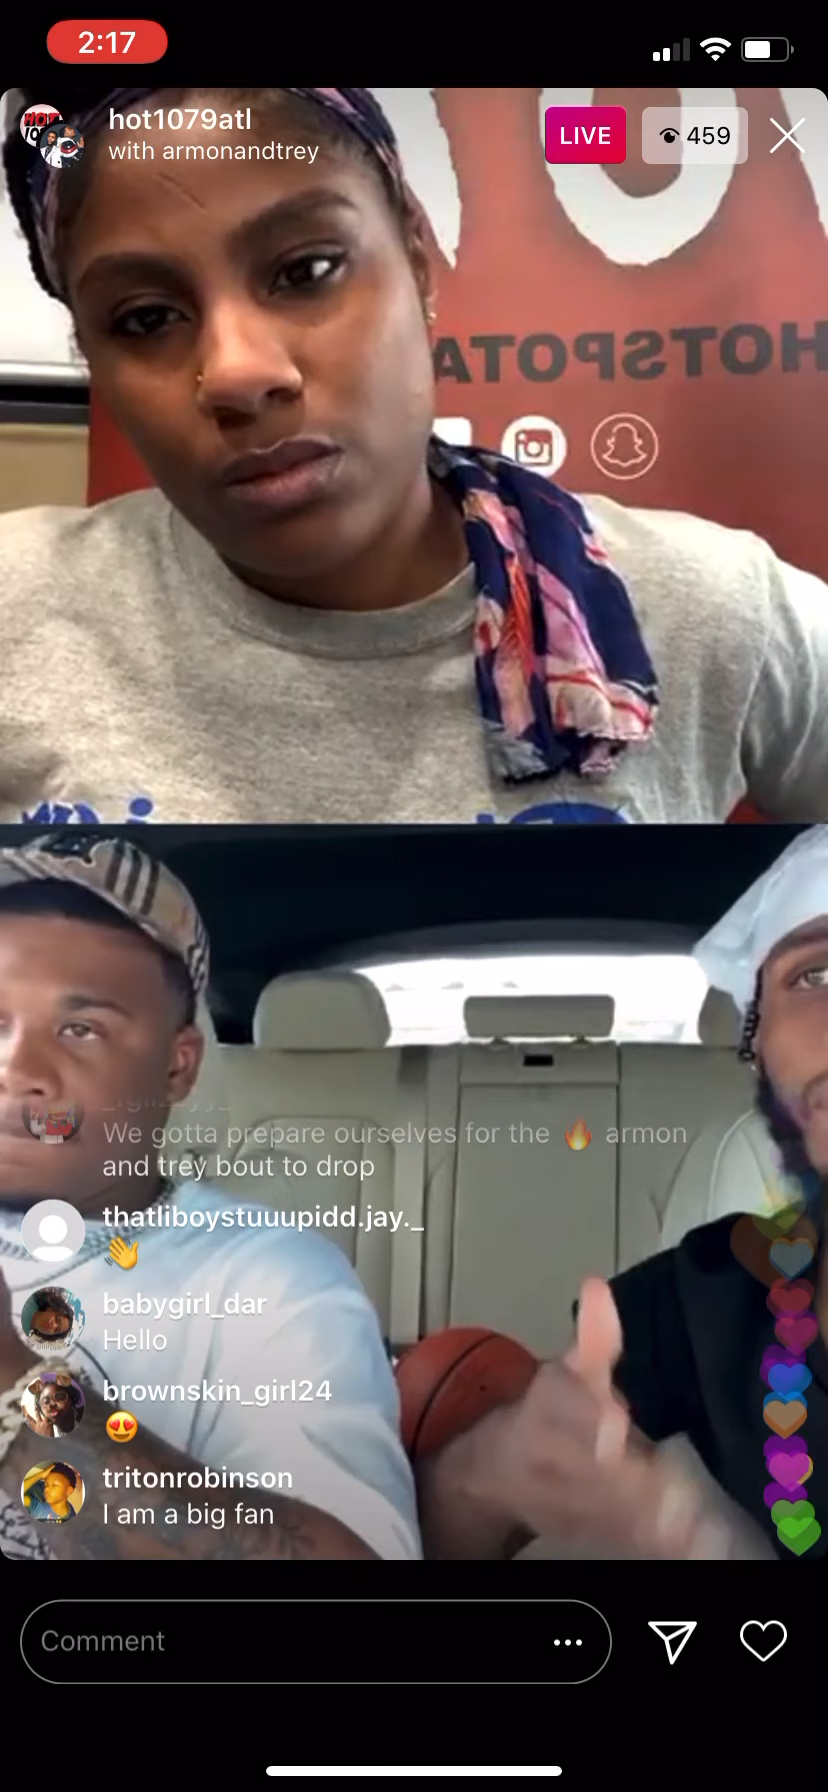 2:17
hot1079atl
with armonandtrey
LIVE
459
HOTSPOTA
We gotta prepare ourselves for the 🔥 armon
and trey bout to drop
thatliboystuuupidd.jay._
👋
babygirl_dar
Hello
brownskin_girl24
😍
tritonrobinson
I am a big fan
Comment